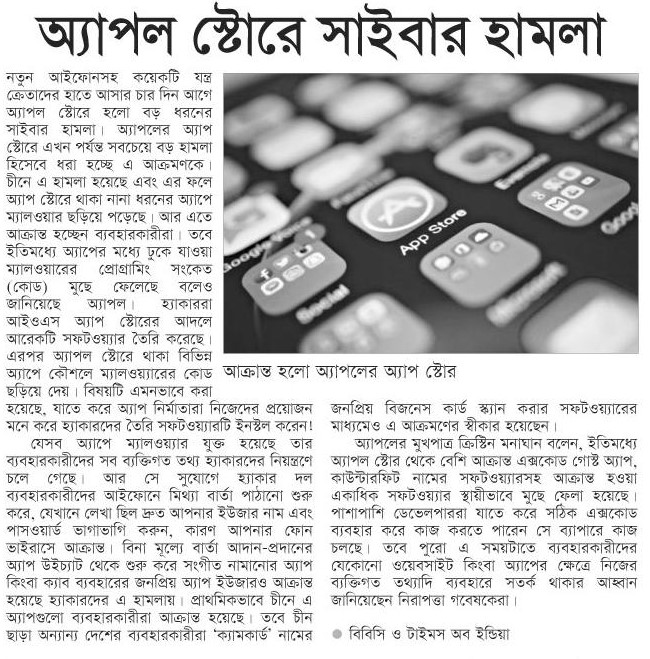 অ্যাপল স্টোরে সাইবার হামলা
নতুন আইফোনসহ কয়েকটি যন্ত্র
ক্রেতাদের হাতে আসার চার দিন আগে
অ্যাপল স্টোরে হলো বড় ধরনের
সাইবার হামলা। অ্যাপলের অ্যাপ
স্টোরে এখন পর্যন্ত সবচেয়ে বড় হামলা
হিসেবে ধরা হচ্ছে এ আক্রমণকে।
চীনে এ হামলা হয়েছে এবং এর ফলে
অ্যাপ স্টোরে থাকা নানা ধরনের অ্যাপে
ম্যালওয়ার ছড়িয়ে পড়েছে। আর এতে
আক্রান্ত হচ্ছেন ব্যবহারকারীরা। তবে
ইতিমধ্যে অ্যাপের মধ্যে ঢুকে যাওয়া
ম্যালওয়ারের প্রোগ্রামিং সংকেত
(কোড) মুছে ফেলেছে বলেও
জানিয়েছে অ্যাপল। হ্যাকাররা
আইওএস অ্যাপ স্টোরের আদলে
আরেকটি সফটওয়্যার তৈরি করেছে।
এরপর অ্যাপল স্টোরে থাকা বিভিন্ন
অ্যাপে কৌশলে ম্যালওয়্যারের কোড
ছড়িয়ে দেয়। বিষয়টি এমনভাবে করা
হয়েছে, যাতে করে অ্যাপ নির্মাতারা নিজেদের প্রয়োজন
মনে করে হ্যাকারদের তৈরি সফটওয়্যারটি ইনস্টল করেন!
যেসব অ্যাপে ম্যালওয়্যার যুক্ত হয়েছে তার
ব্যবহারকারীদের সব ব্যক্তিগত তথ্য হ্যাকারদের নিয়ন্ত্রণে
চলে গেছে। আর সে সুযোগে হ্যাকার দল
ব্যবহারকারীদের আইফোনে মিথ্যা বার্তা পাঠানো শুরু
করে, যেখানে লেখা ছিল দ্রুত আপনার ইউজার নাম এবং
পাসওয়ার্ড ভাগাভাগি করুন, কারণ আপনার ফোন
ভাইরাসে আক্রান্ত। বিনা মূল্যে বার্তা আদান-প্রদানের
অ্যাপ উইচ্যাট থেকে শুরু করে সংগীত নামানোর অ্যাপ
কিংবা ক্যাব ব্যবহারের জনপ্রিয় অ্যাপ ইউজারও আক্রান্ত
হয়েছে হ্যাকারদের এ হামলায়। প্রাথমিকভাবে চীনে এ
অ্যাপগুলো ব্যবহারকারীরা আক্রান্ত হয়েছে। তবে চীন
ছাড়া অন্যান্য দেশের ব্যবহারকারীরা ‘ক্যামকার্ড’ নামের
App Store
Google
Social
Evernote
Microsoft
আক্রান্ত হলো অ্যাপলের অ্যাপ স্টোর
জনপ্রিয় বিজনেস কার্ড স্ক্যান করার সফটওয়্যারের
মাধ্যমেও এ আক্রমণের স্বীকার হয়েছেন।
অ্যাপলের মুখপাত্র ক্রিস্টিন মনাঘান বলেন, ইতিমধ্যে
অ্যাপল স্টোর থেকে বেশি আক্রান্ত এক্সকোড গোস্ট অ্যাপ,
কাউন্টারফিট নামের সফটওয়্যারসহ আক্রান্ত হওয়া
একাধিক সফটওয়্যার স্থায়ীভাবে মুছে ফেলা হয়েছে।
পাশাপাশি ডেভেলপাররা যাতে করে সঠিক এক্সকোড
ব্যবহার করে কাজ করতে পারেন সে ব্যাপারে কাজ
চলছে। তবে পুরো এ সময়টাতে ব্যবহারকারীদের
যেকোনো ওয়েবসাইট কিংবা অ্যাপের ক্ষেত্রে নিজের
ব্যক্তিগত তথ্যাদি ব্যবহারে সতর্ক থাকার আহ্বান
জানিয়েছেন নিরাপত্তা গবেষকেরা।
● বিবিসি ও টাইমস অব ইন্ডিয়া